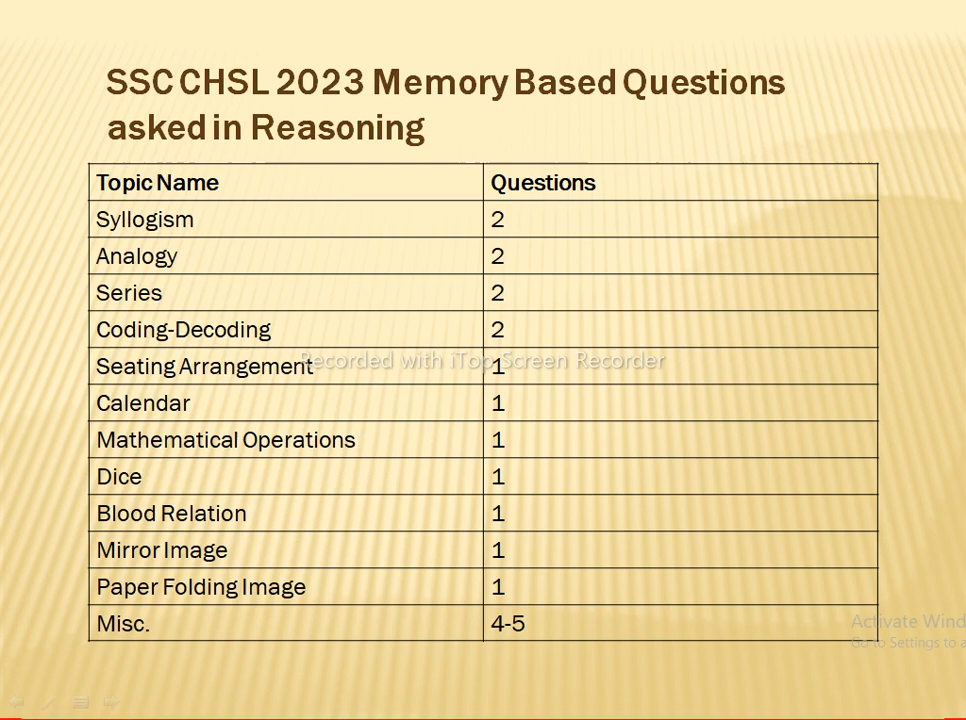 SSC CHSL 2023 Memory Based Questions
asked in Reasoning
Topic Name Questions
Syllogism 2
Analogy 2
Series 2
Coding-Decoding 2
Recorded with iTop Screen Recorder
Seating Arrangement 1
Calendar 1
Mathematical Operations 1
Dice 1
Blood Relation 1
Mirror Image 1
Paper Folding Image 1
Misc. 4-5
Activate Wind
Go to Settings to a